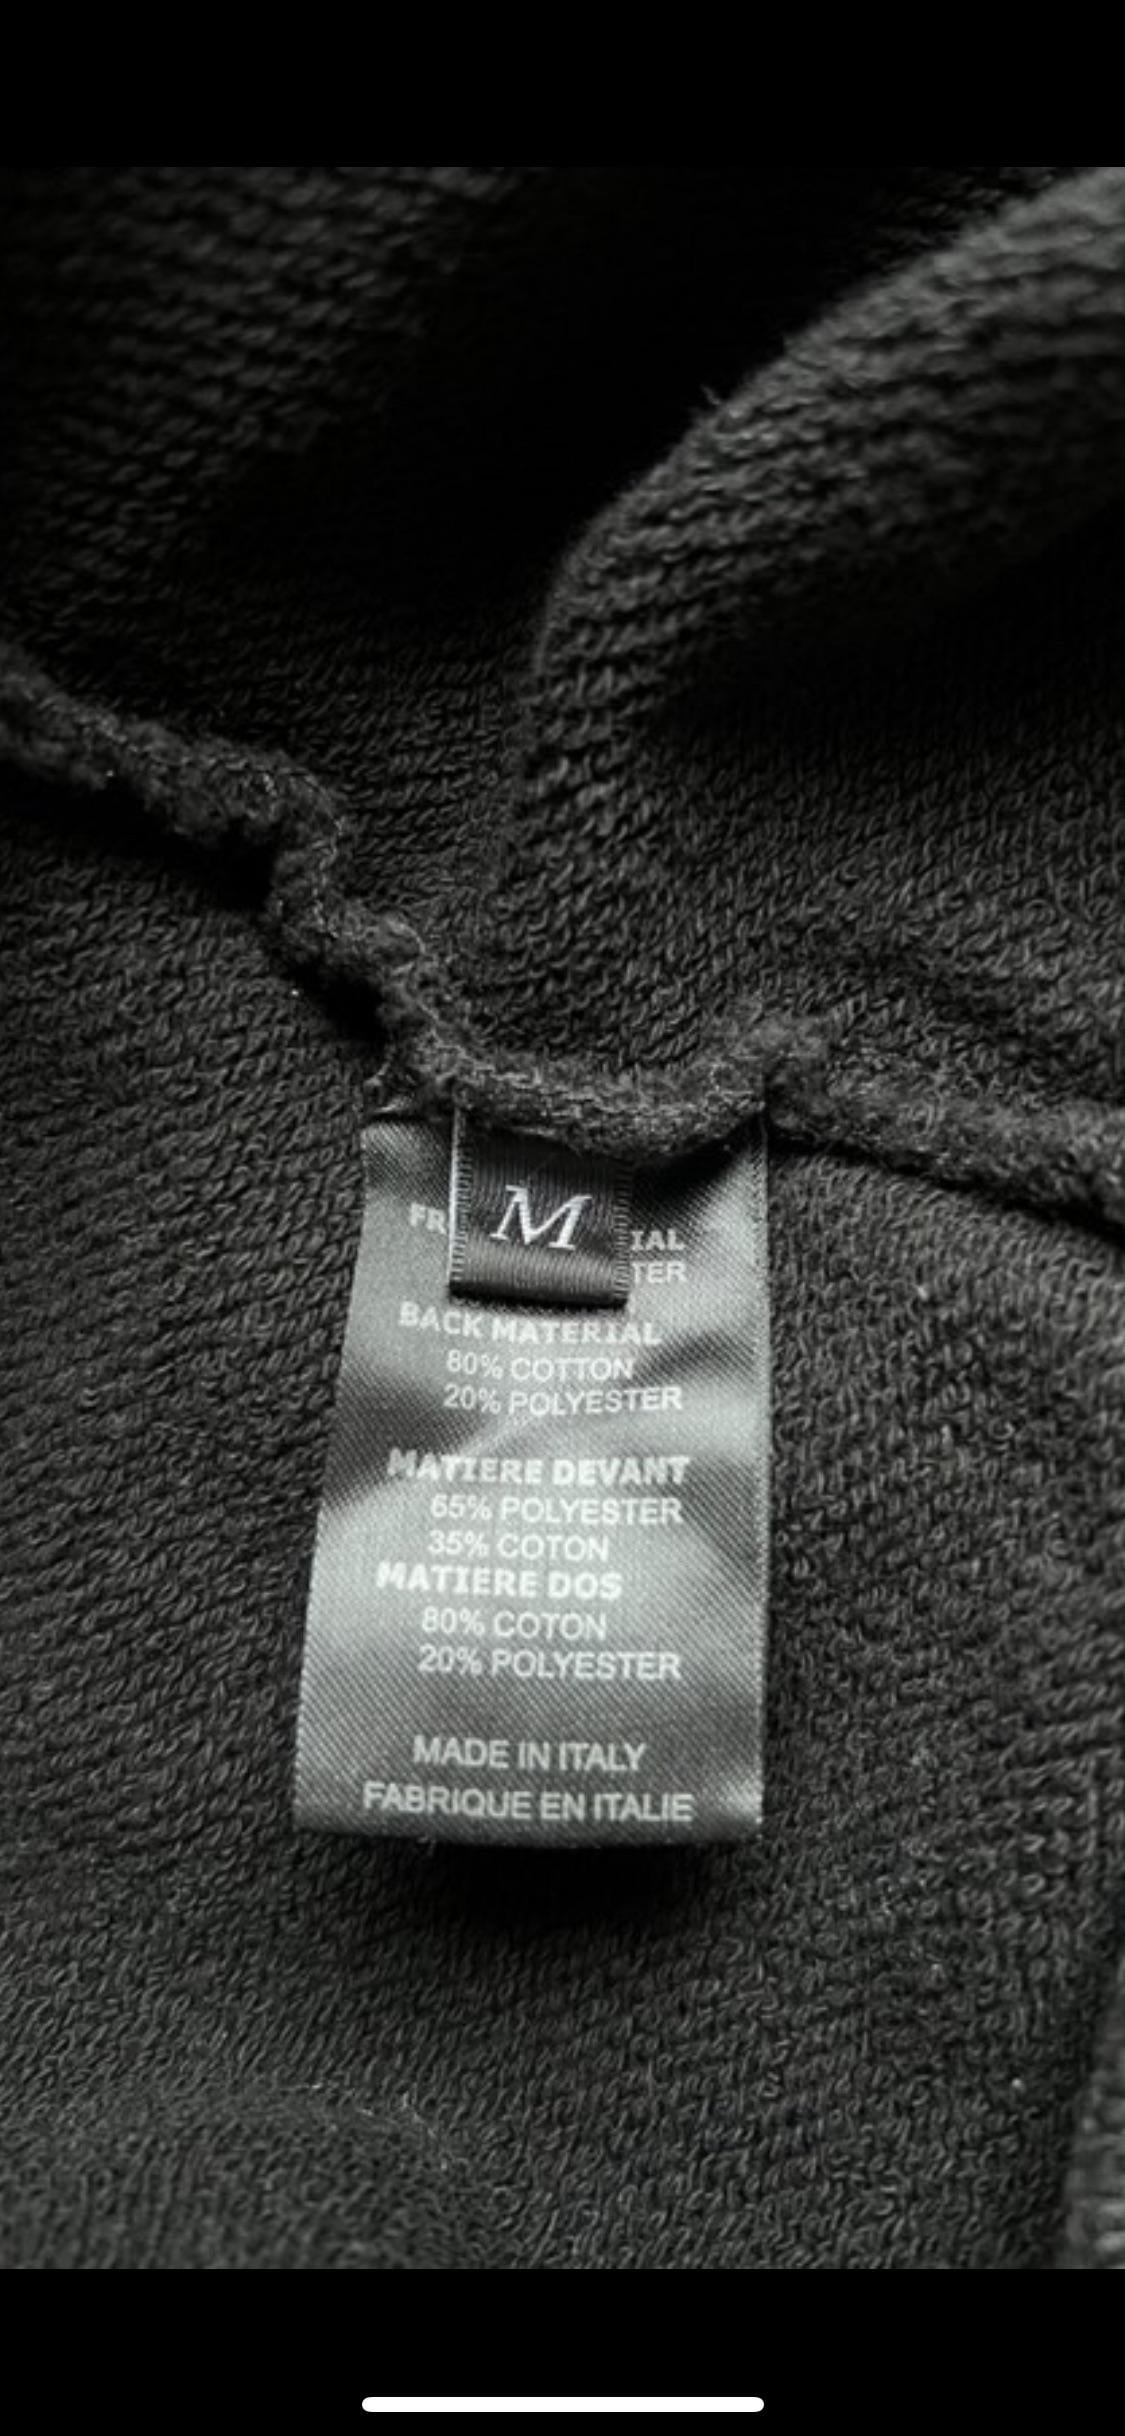 M
BACK MATERIAL
80% COTTON
20% POLYESTER
MATIERE DEVANT
65% POLYESTER
35% COTON
MATIERE DOS
80% COTON
20% POLYESTER
MADE IN ITALY
FABRIQUE EN ITALIE